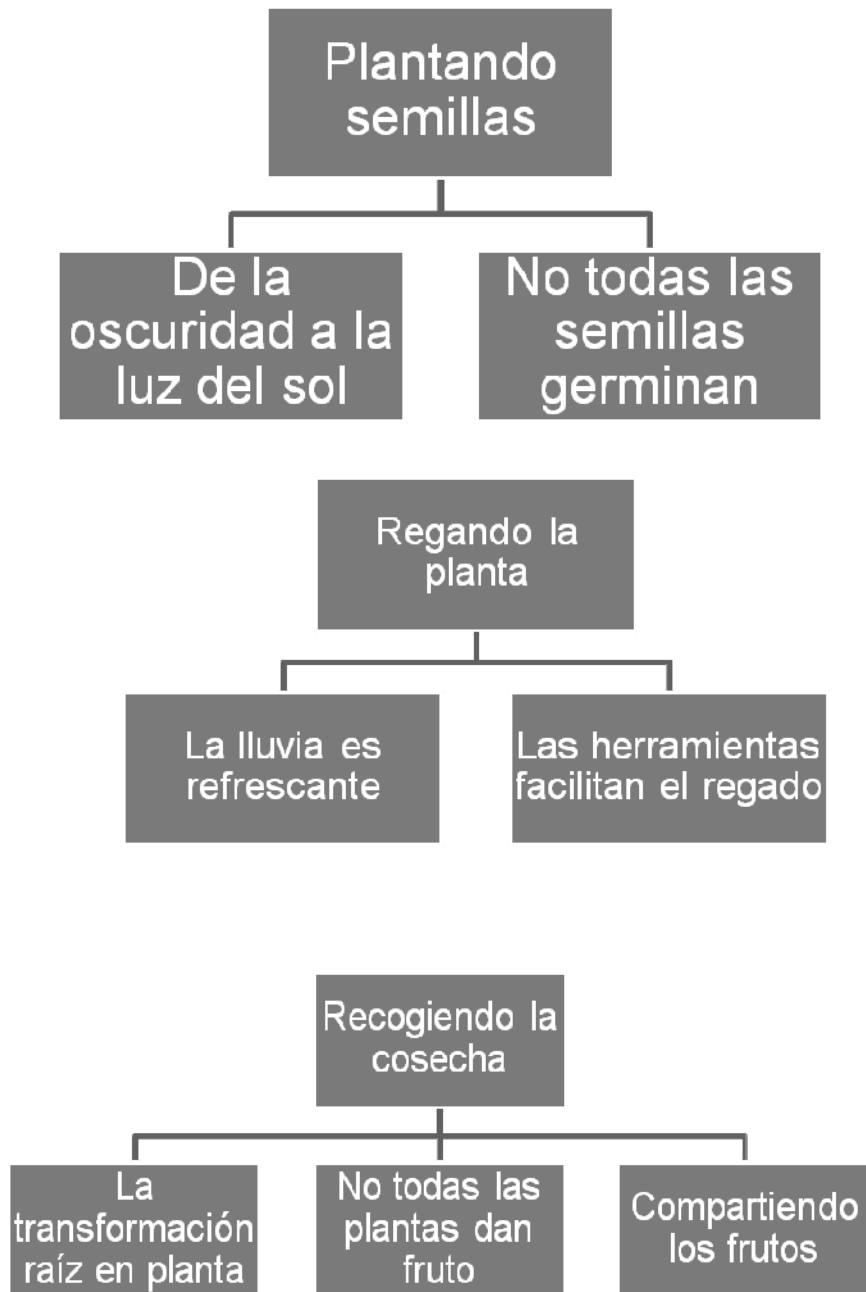 Plantando
semillas
De la
oscuridad a la
luz del sol
No todas las
semillas
germinan
Regando la
planta
La lluvia es
refrescante
Las herramientas
facilitan el regado
Recogiendo la
cosecha
La
transformación
raíz en planta
No todas las
plantas dan
fruto
Compartiendo
los frutos